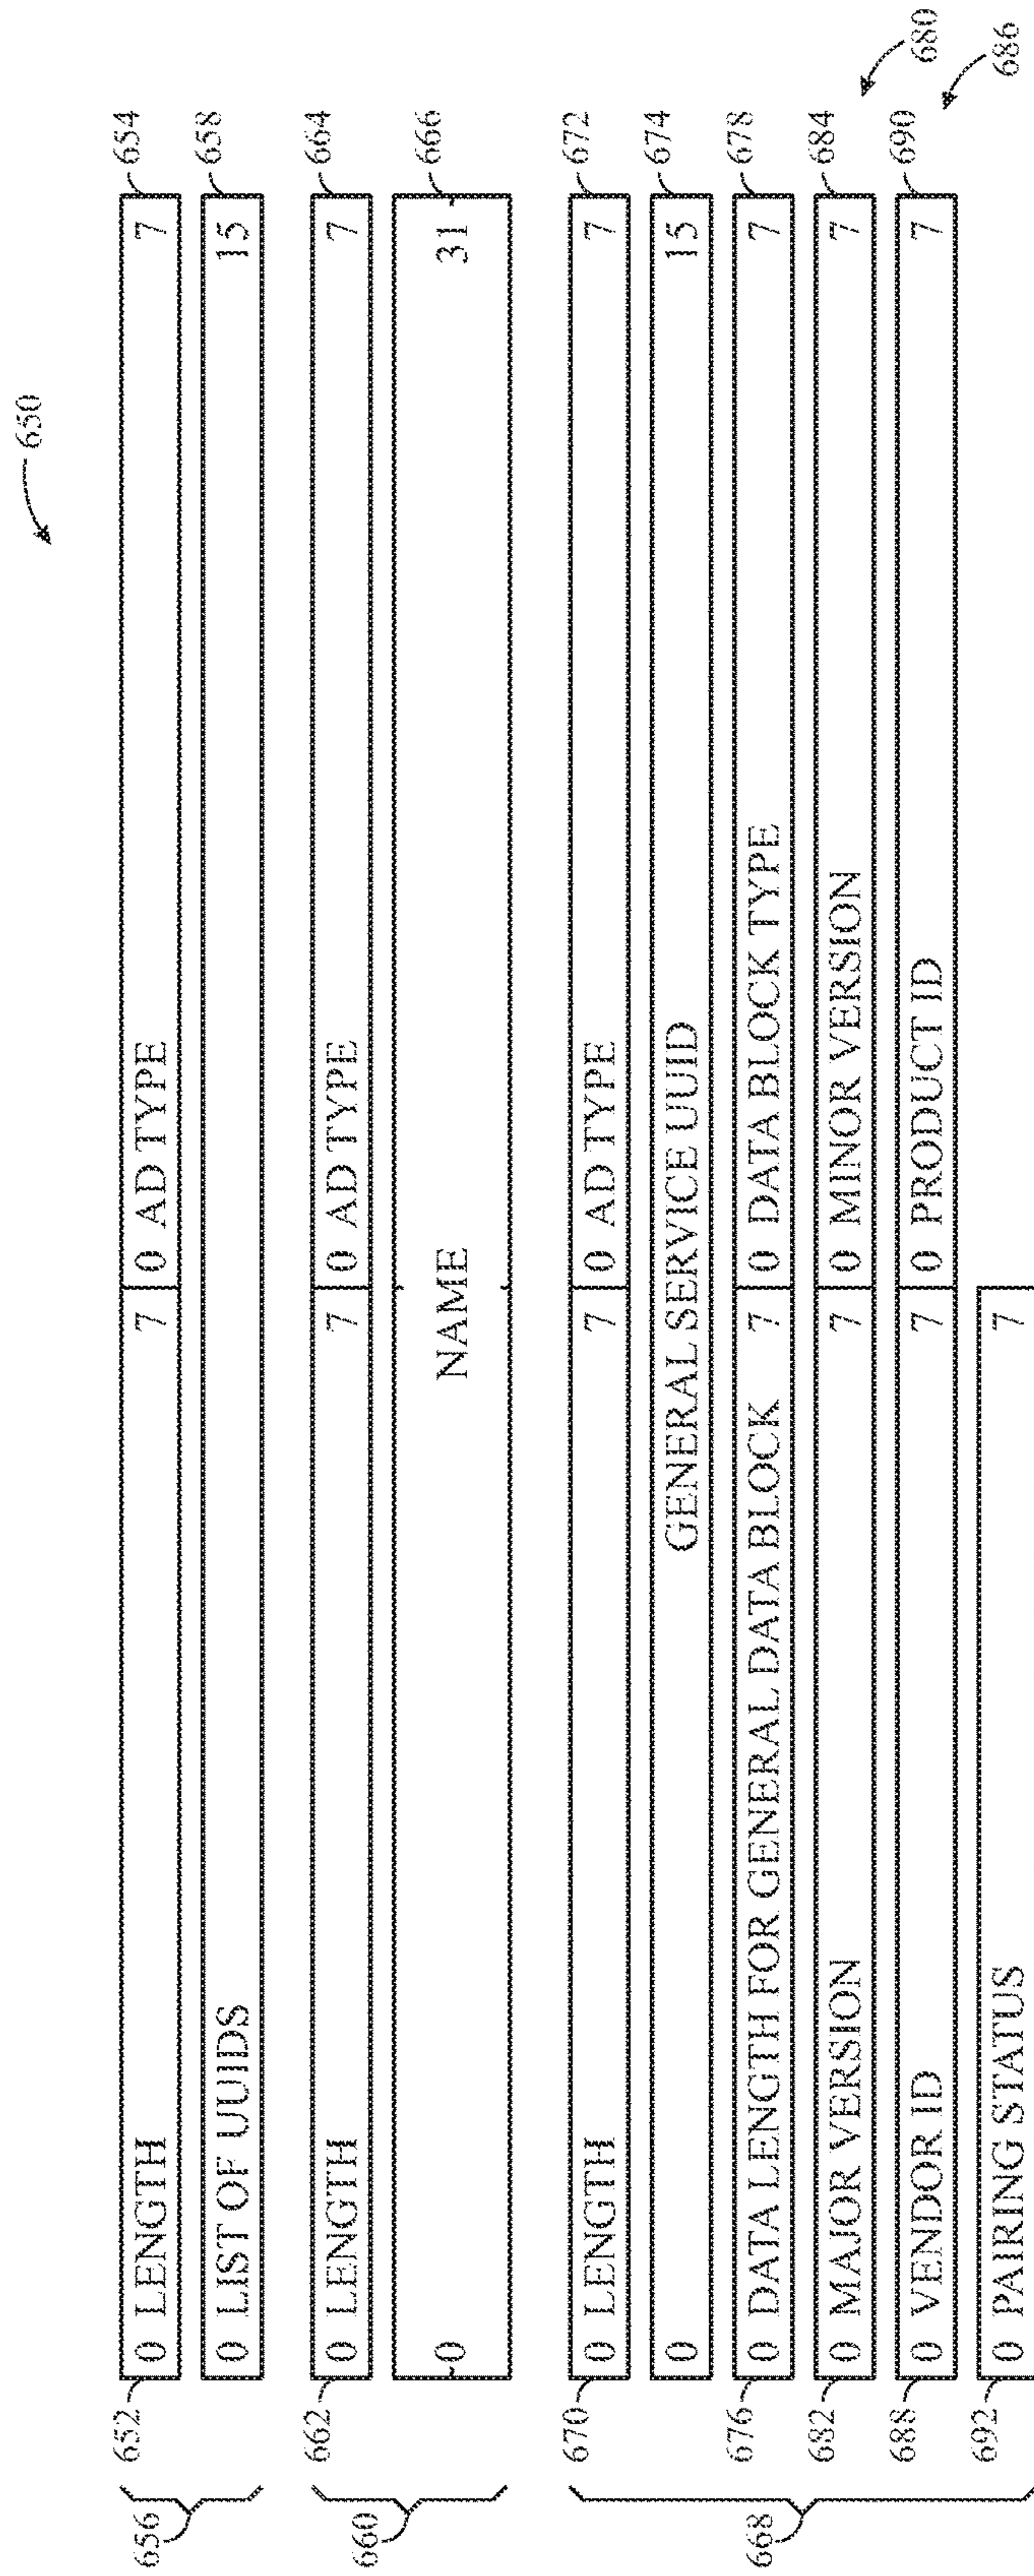 650
652 0 LENGTH 7 0 AD TYPE 7 654
656
0 LIST OF UUIDS 15 658
662 0 LENGTH 7 0 AD TYPE 7 664
660
0 NAME 31 666
670 0 LENGTH 7 0 AD TYPE 7 672
0 GENERAL SERVICE UUID 15 674
676 0 DATA LENGTH FOR GENERAL DATA BLOCK 7 0 DATA BLOCK TYPE 7 678
668
682 0 MAJOR VERSION 7 0 MINOR VERSION 7 684
680
688 0 VENDOR ID 7 0 PRODUCT ID 7 690
686
692 0 PAIRING STATUS 7